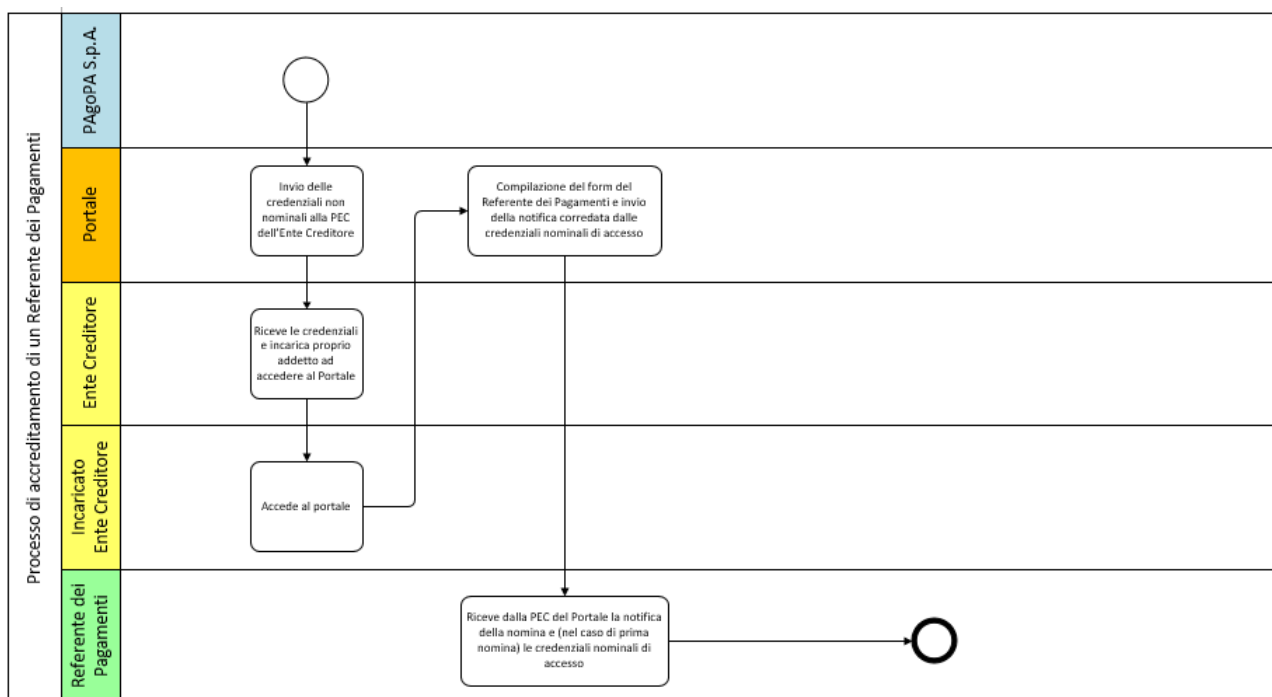 Processo di accreditamento di un Referente dei Pagamenti
PAgoPA S.p.A.
Portale
Invio delle
credenziali non
nominali alla PEC
dell'Ente Creditore
Compilazione del form del
Referente dei Pagamenti e invio
della notifica corredata dalle
credenziali nominali di accesso
Ente Creditore
Riceve le credenziali
e incarica proprio
addetto ad
accedere al Portale
Incaricato
Ente Creditore
Accede al portale
Referente dei
Pagamenti
Riceve dalla PEC del Portale la notifica
della nomina e (nel caso di prima
nomina) le credenziali nominali di
accesso